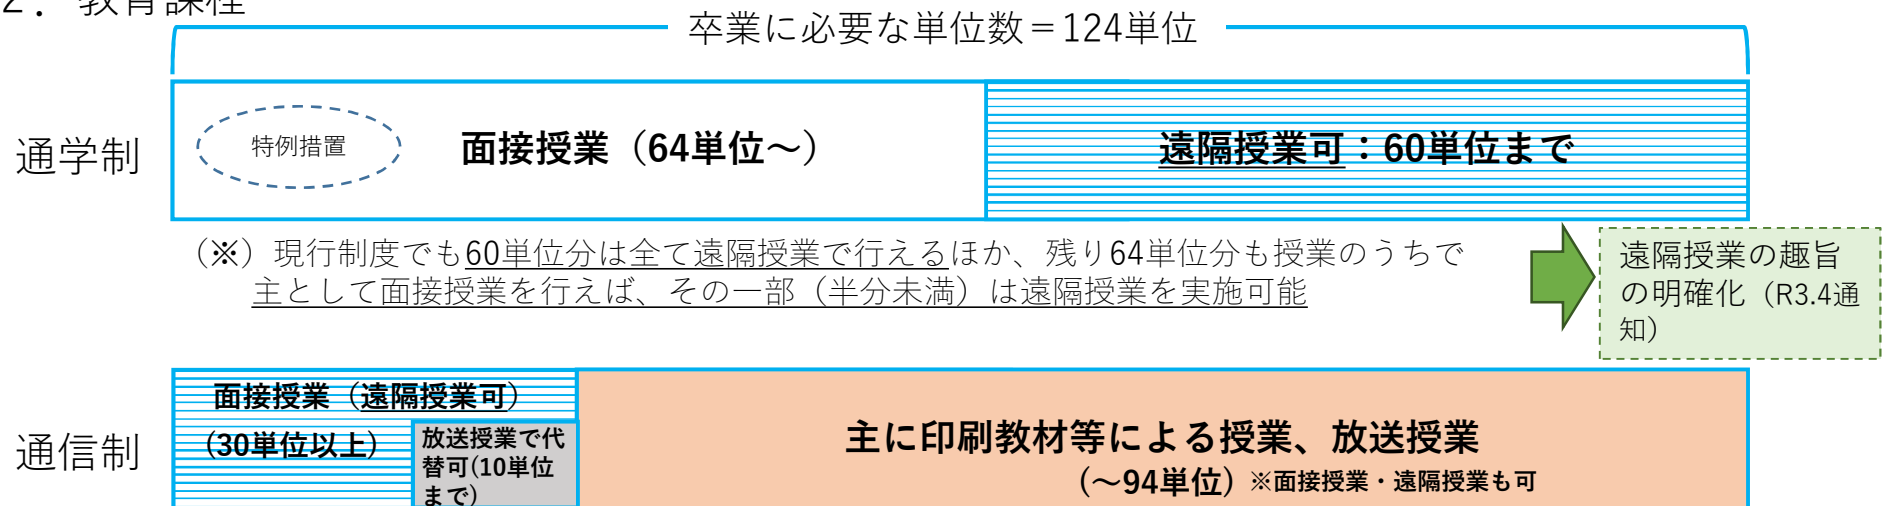 2．教育課程
卒業に必要な単位数＝124単位
通学制
特例措置
面接授業（64単位～）
遠隔授業可：60単位まで
（※）現行制度でも60単位分は全て遠隔授業で行えるほか、残り64単位分も授業のうちで
主として面接授業を行えば、その一部（半分未満）は遠隔授業を実施可能
遠隔授業の趣旨
の明確化（R3.4通
知）
通信制
面接授業（遠隔授業可）
(30単位以上)
放送授業で代
替可(10単位
まで)
主に印刷教材等による授業、放送授業
(～94単位) ※面接授業・遠隔授業も可